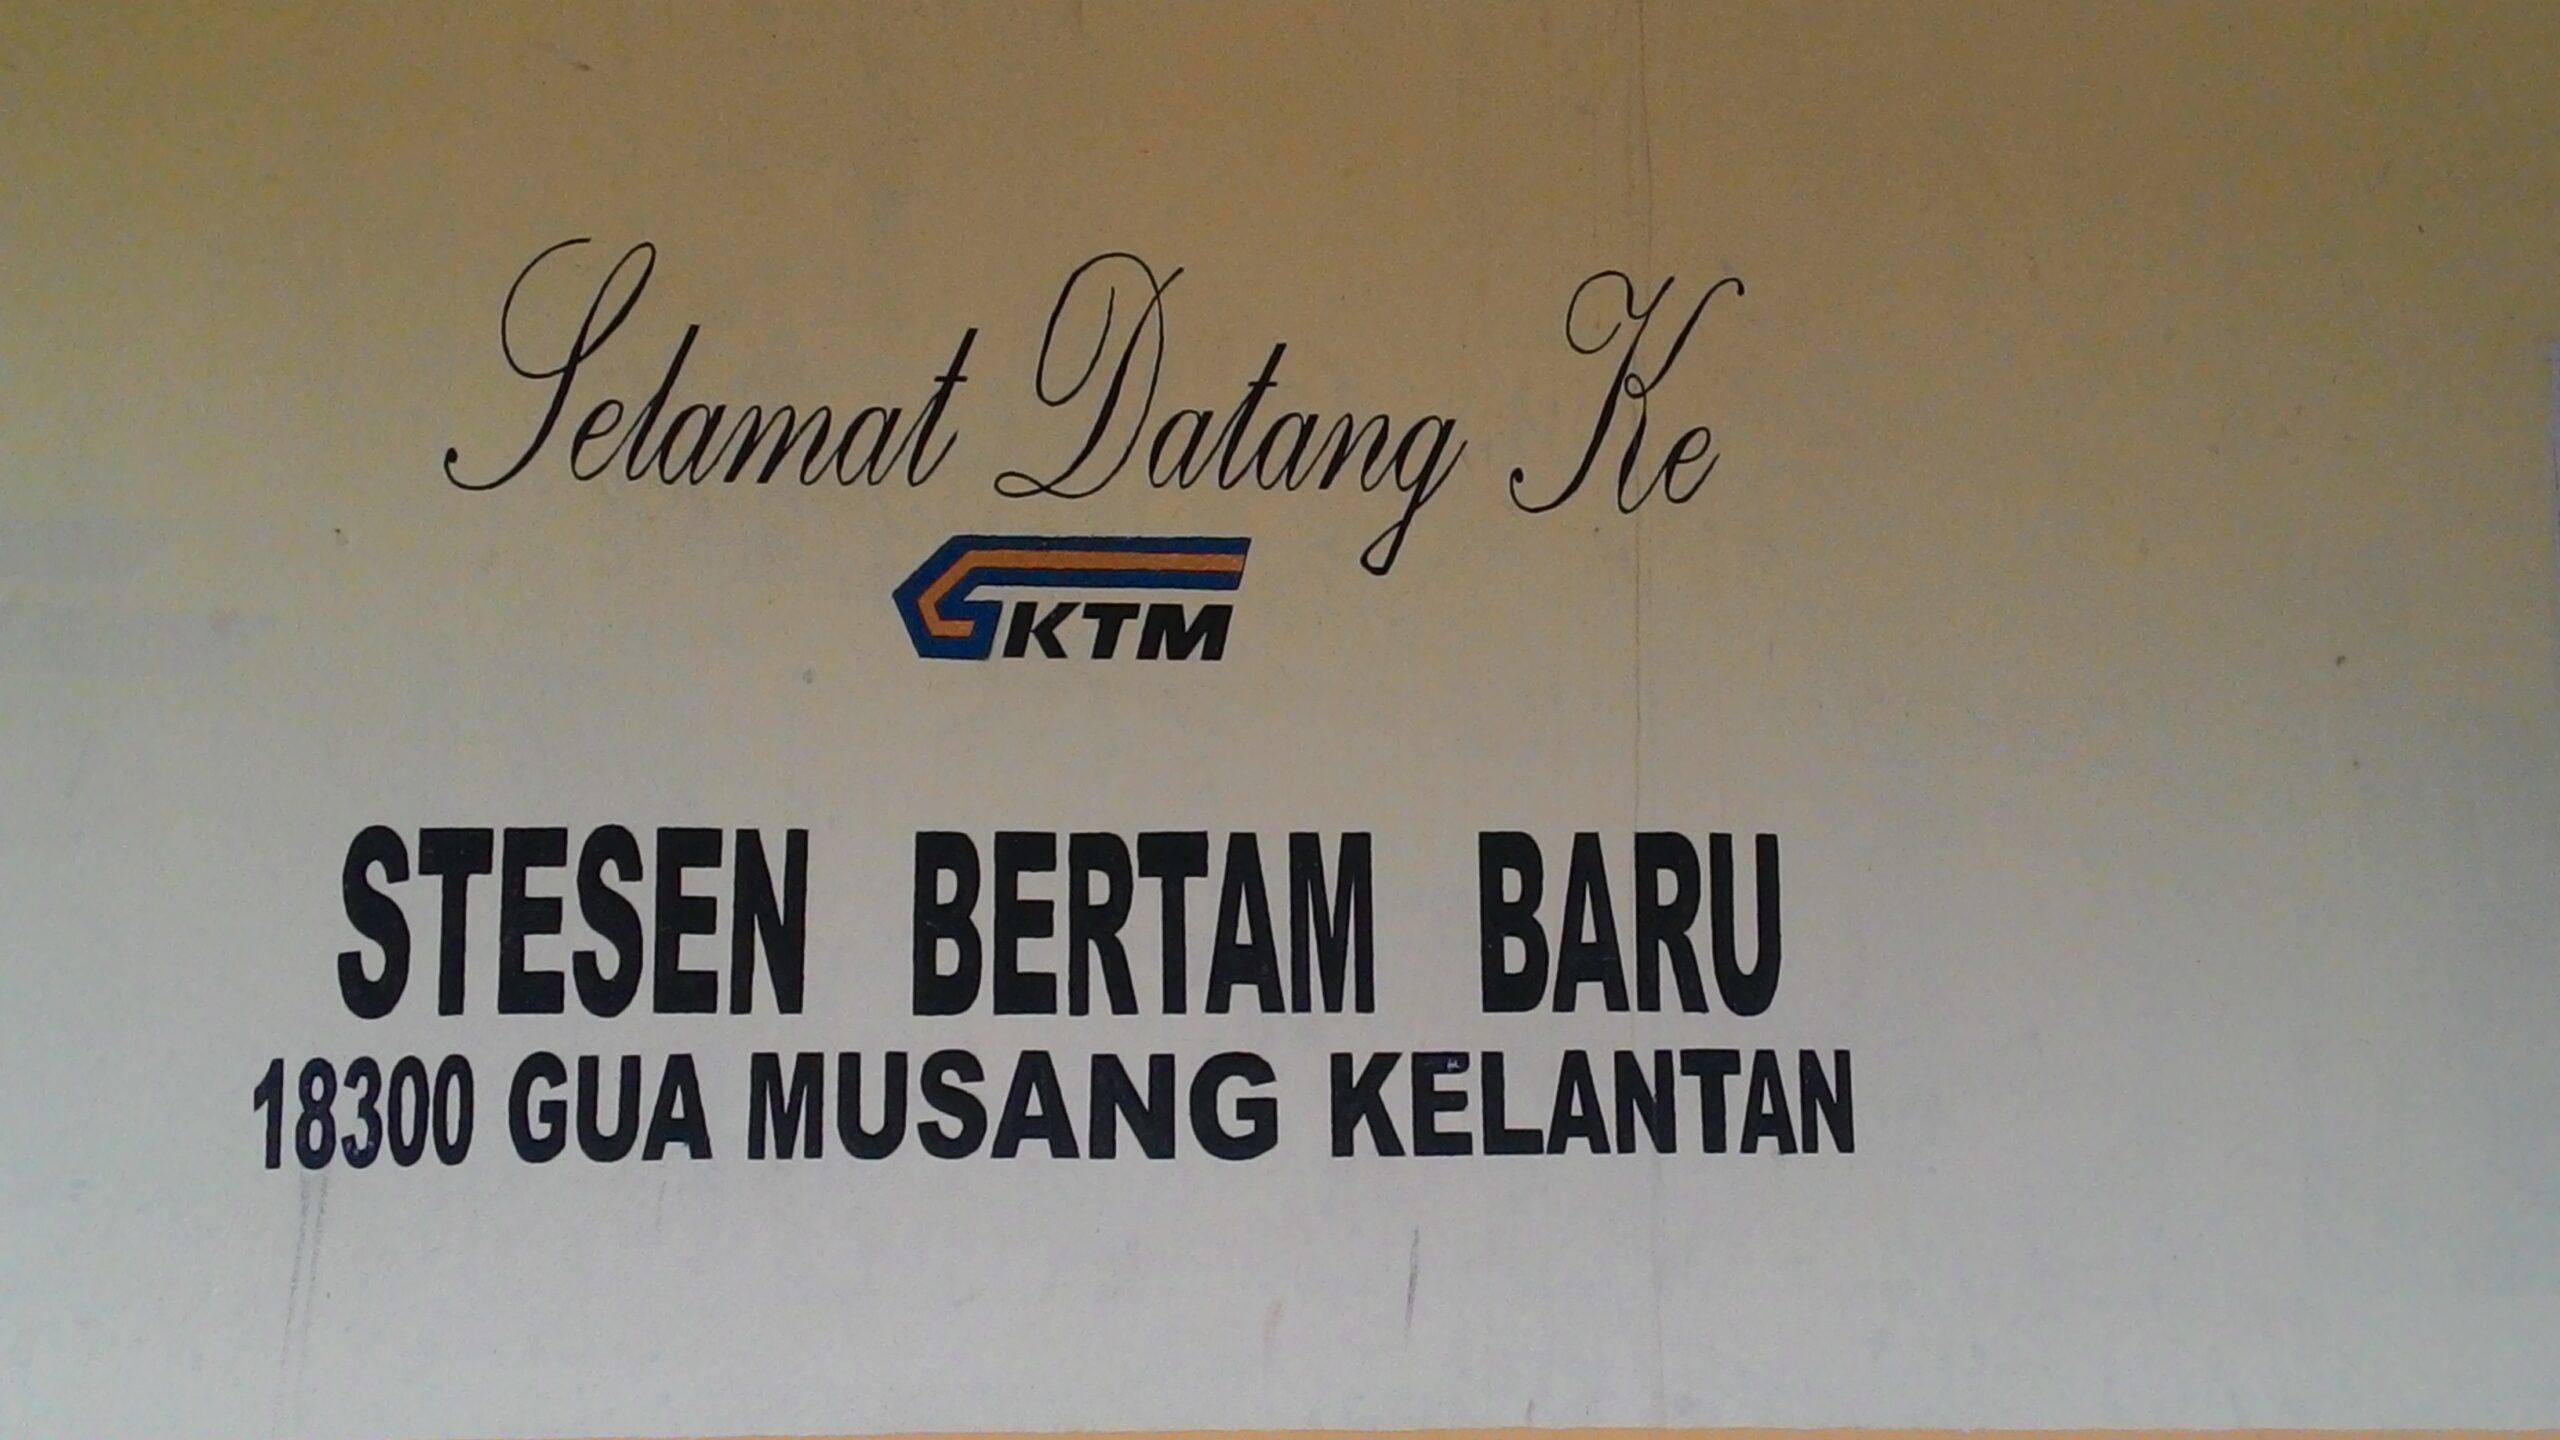 Selamat Datang Ke
KTM
STESEN BERTAM BARU
18300 GUA MUSANG KELANTAN